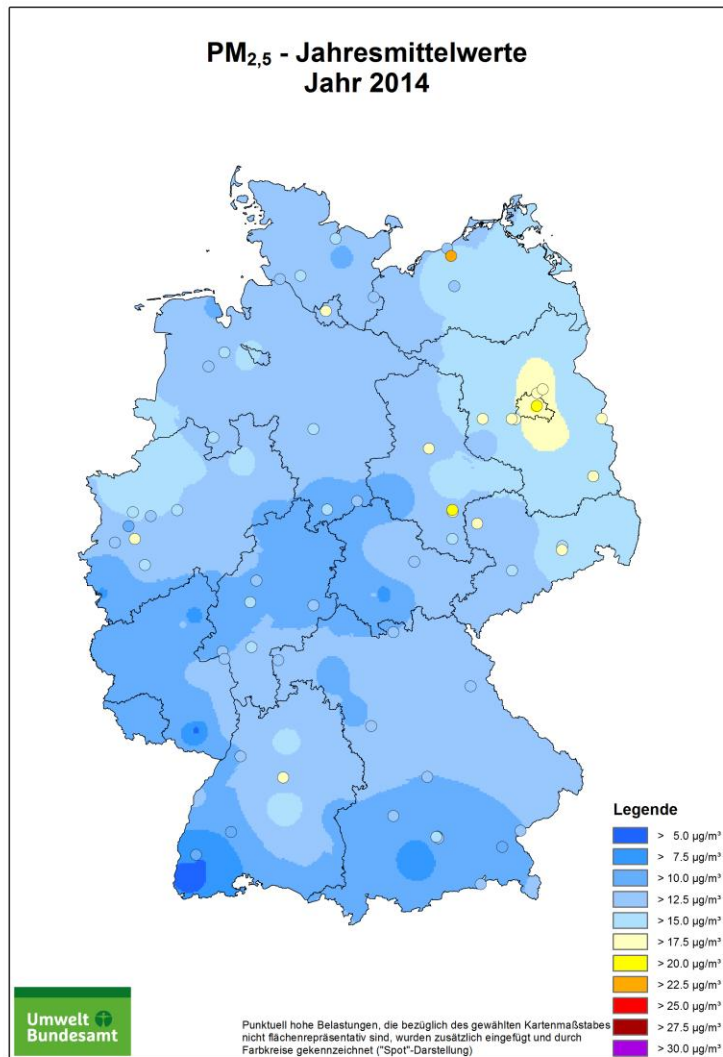 PM2,5 - Jahresmittelwerte
Jahr 2014
Legende
> 5.0 µg/m³
> 7.5 µg/m³
> 10.0 µg/m³
> 12.5 µg/m³
> 15.0 µg/m³
> 17.5 µg/m³
> 20.0 µg/m³
> 22.5 µg/m³
> 25.0 µg/m³
> 27.5 µg/m³
> 30.0 µg/m³
Umwelt
Bundesamt
Punktuell hohe Belastungen, die bezüglich des gewählten Kartenmaßstabes
nicht flächenrepräsentativ sind, wurden zusätzlich eingefügt und durch
Farbkreise gekennzeichnet ("Spot"-Darstellung)